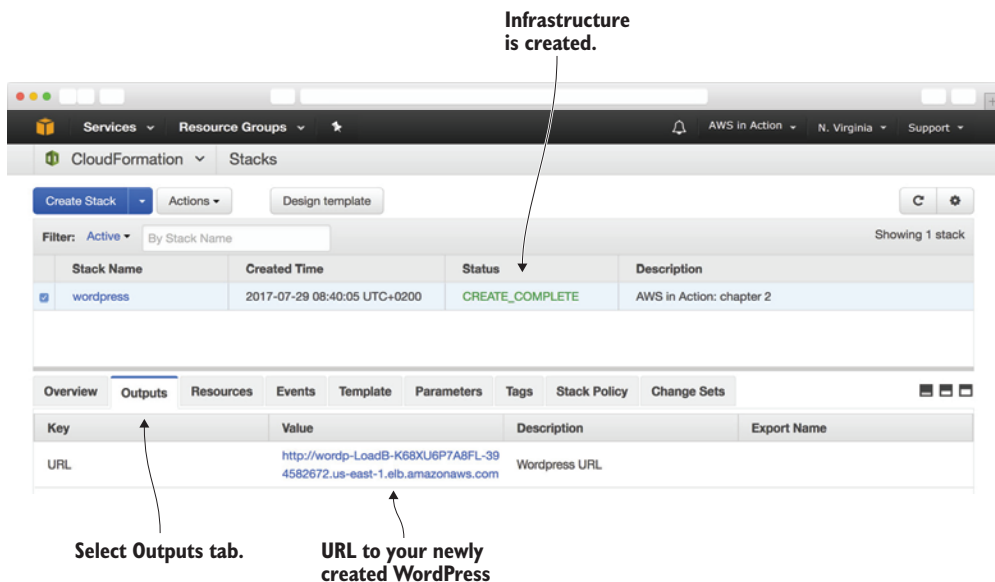 Infrastructure
is created.
Services Resource Groups AWS in Action N. Virginia Support
CloudFormation Stacks
Create Stack Actions Design template
Filter: Active By Stack Name Showing 1 stack
Stack Name Created Time Status Description
wordpress 2017-07-29 08:40:05 UTC+0200 CREATE_COMPLETE AWS in Action: chapter 2
Overview Outputs Resources Events Template Parameters Tags Stack Policy Change Sets
Key Value Description Export Name
URL http://wordp-LoadB-K68XU6P7A8FL-39
4582672.us-east-1.elb.amazonaws.com Wordpress URL
Select Outputs tab.
URL to your newly
created WordPress